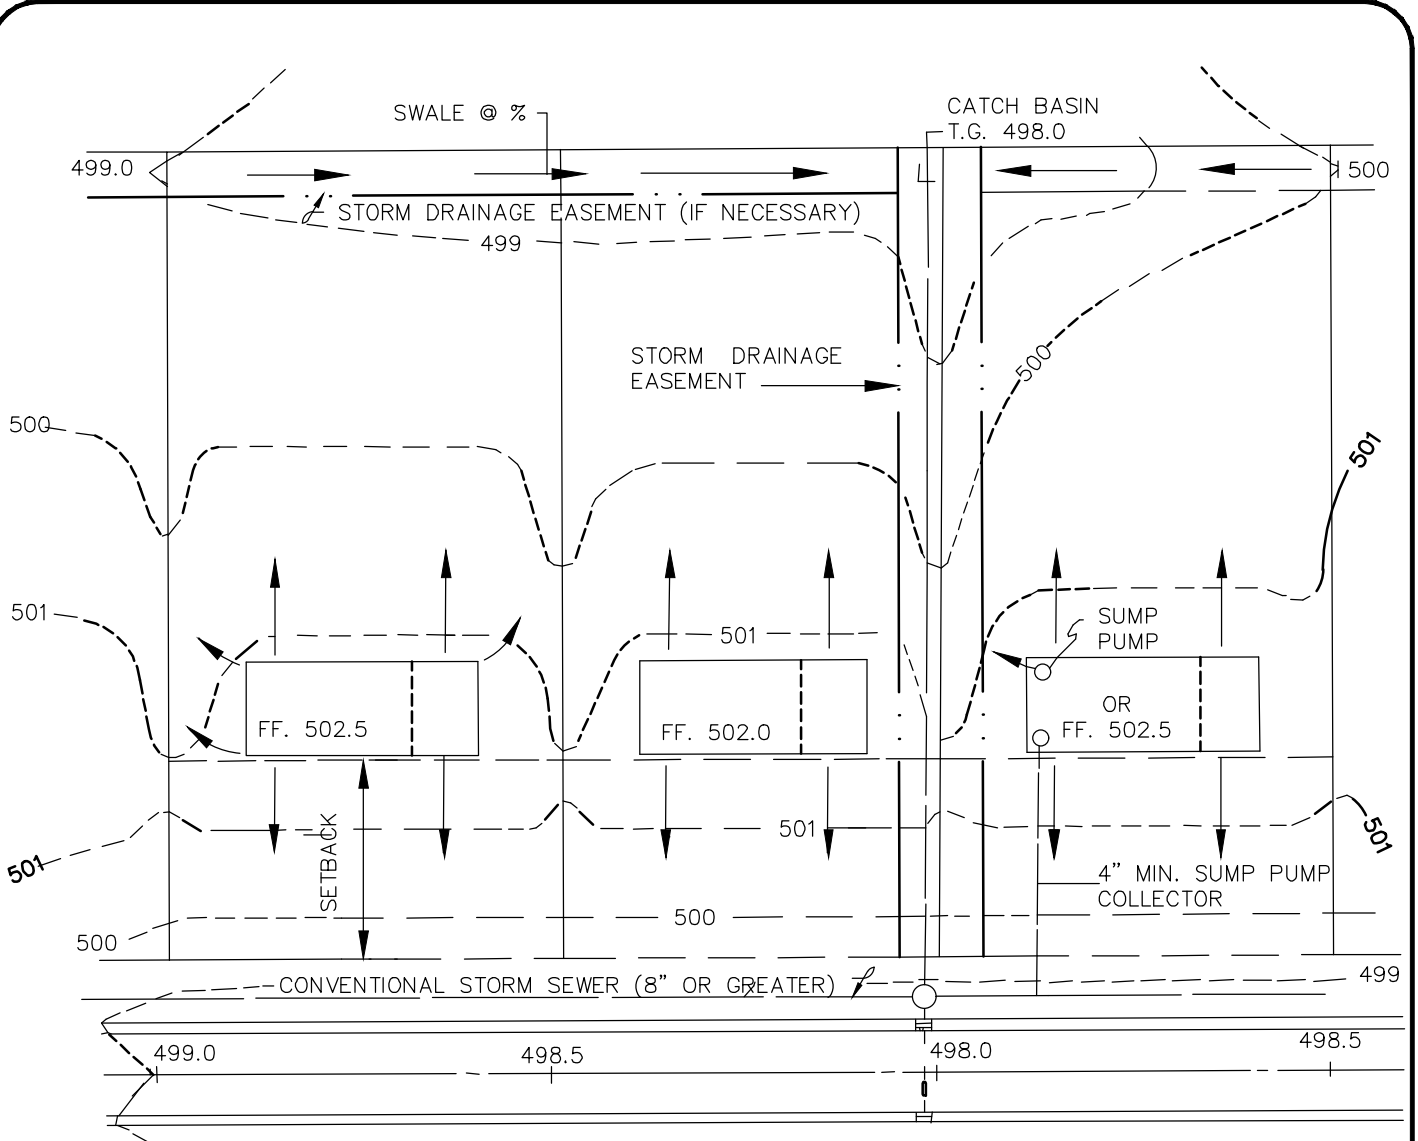 CATCH BASIN
SWALE @ %
T.G. 498.0
499.0
500
STORM DRAINAGE EASEMENT (IF NECESSARY)
499
STORM DRAINAGE
EASEMENT
500
500
501
501
501
SUMP
PUMP
OR
FF. 502.5
FF. 502.0
FF. 502.5
SETBACK
501
501
501
4" MIN. SUMP PUMP
COLLECTOR
500
500
CONVENTIONAL STORM SEWER (8" OR GREATER)
499
499.0
498.5
498.0
498.5